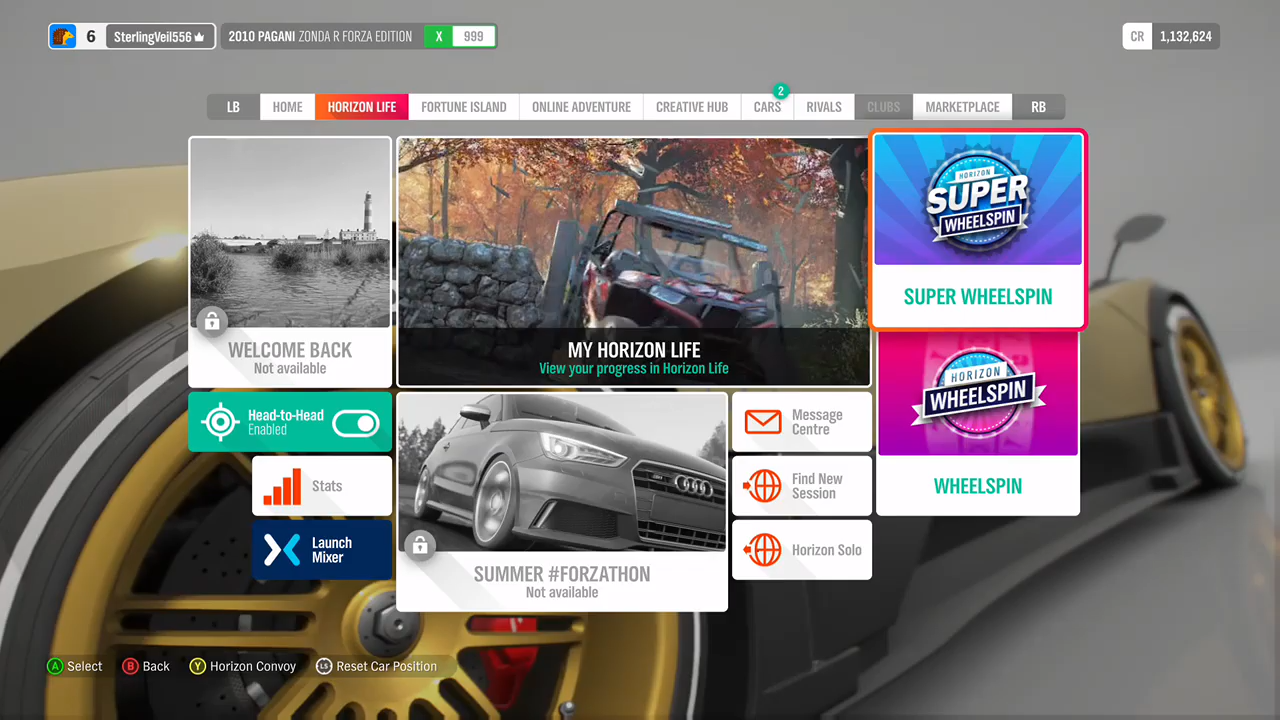 6 SterlingVeil556
2010 PAGANI ZONDA R FORZA EDITION X 999
CR 1,132,624
2
LB HOME HORIZON LIFE FORTUNE ISLAND ONLINE ADVENTURE CREATIVE HUB CARS RIVALS CLUBS MARKETPLACE RB
WELCOME BACK
Not available
MY HORIZON LIFE
View your progress in Horizon Life
HORIZON
SUPER
WHEELSPIN
SUPER WHEELSPIN
Head-to-Head
Enabled
Stats
Launch
Mixer
SUMMER #FORZATHON
Not available
Message
Centre
Find New
Session
Horizon Solo
HORIZON
WHEELSPIN
WHEELSPIN
A Select B Back Y Horizon Convoy LS Reset Car Position